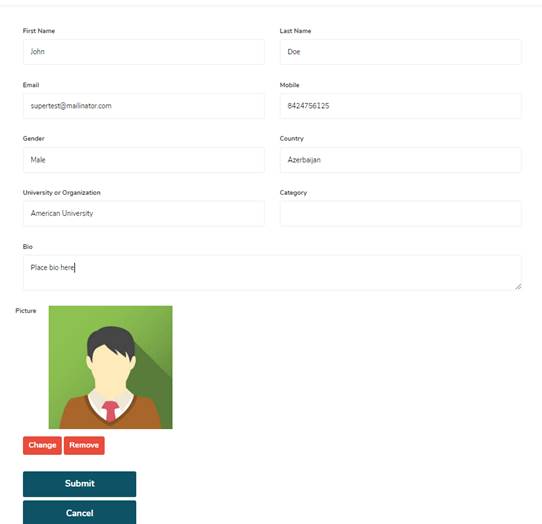 First Name Last Name
John Doe
Email Mobile
supertest@mailinator.com 8424756125
Gender Country
Male Azerbaijan
University or Organization Category
American University
Bio
Place bio here
Picture
Change Remove
Submit
Cancel